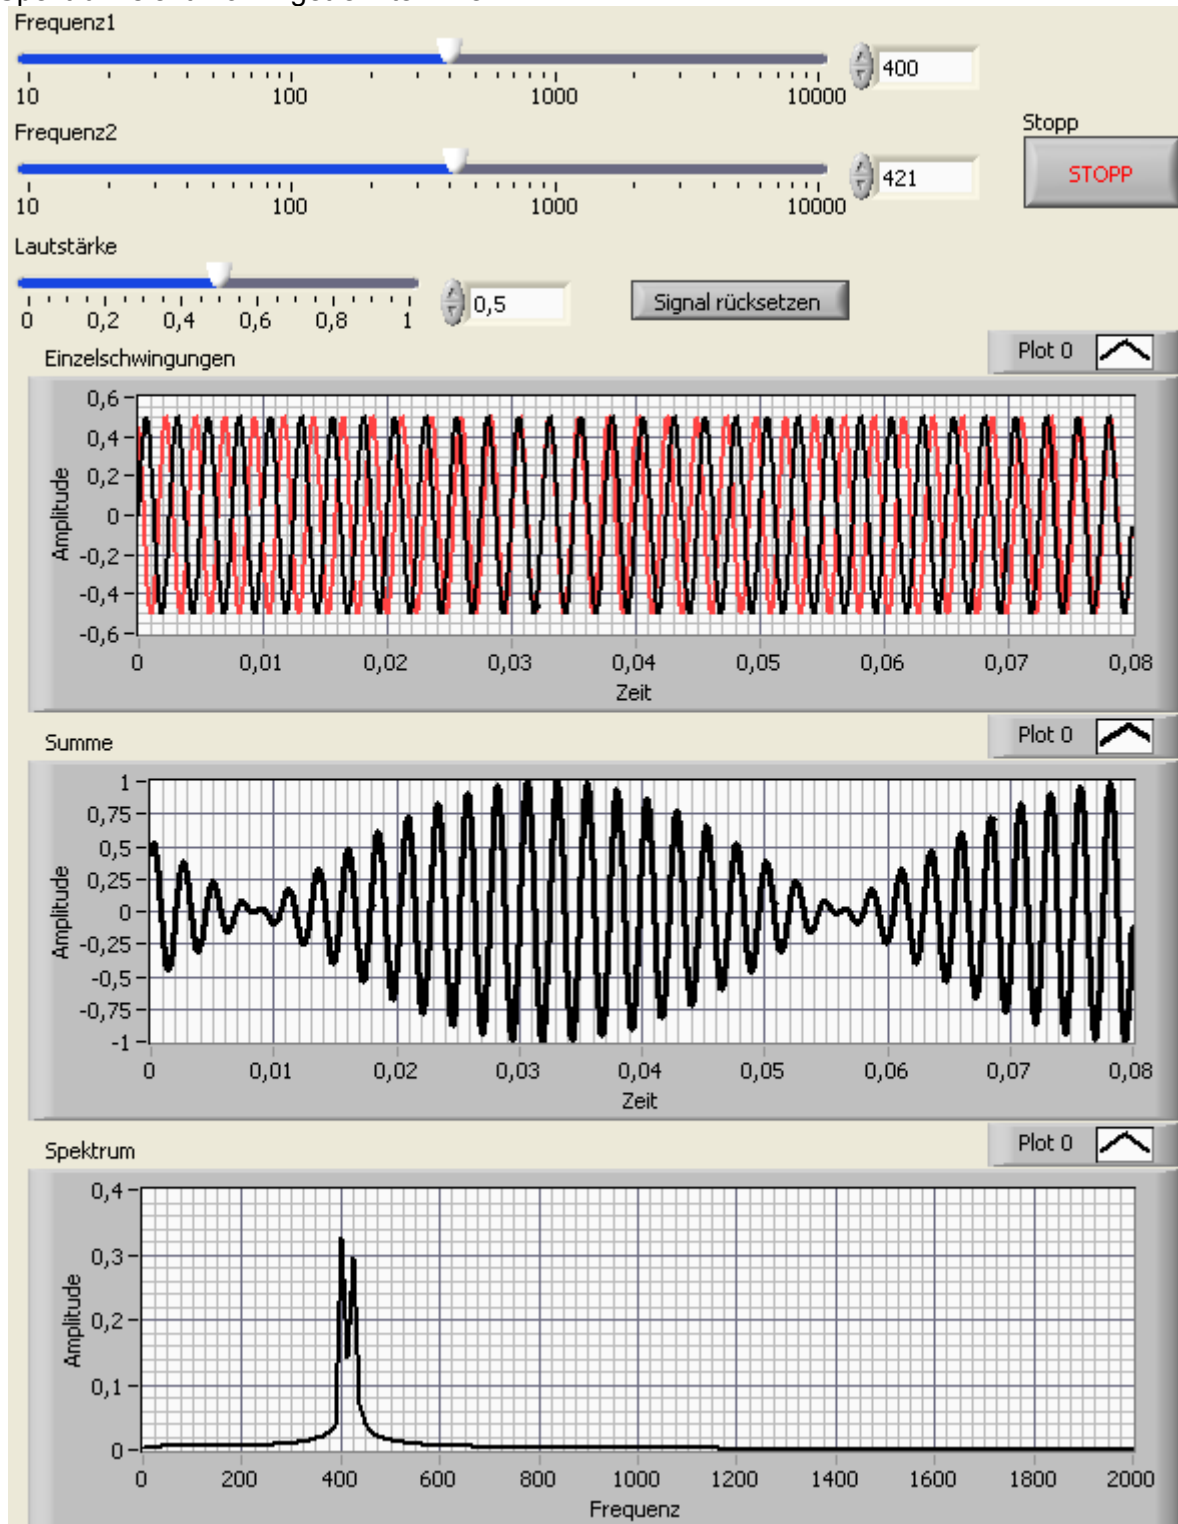 Frequenz1
400
10 100 1000 10000
Frequenz2
Stopp
421
STOPP
10 100 1000 10000
Lautstärke
0,5
Signal rücksetzen
0 0,2 0,4 0,6 0,8 1
Einzelschwingungen
Plot 0
0,6
0,4
0,2
0
-0,2
-0,4
-0,6
Amplitude
0 0,01 0,02 0,03 0,04 0,05 0,06 0,07 0,08
Zeit
Summe
Plot 0
1
0,75
0,5
0,25
0
-0,25
-0,5
-0,75
-1
Amplitude
0 0,01 0,02 0,03 0,04 0,05 0,06 0,07 0,08
Zeit
Spektrum
Plot 0
0,4
0,3
0,2
0,1
0
Amplitude
0 200 400 600 800 1000 1200 1400 1600 1800 2000
Frequenz